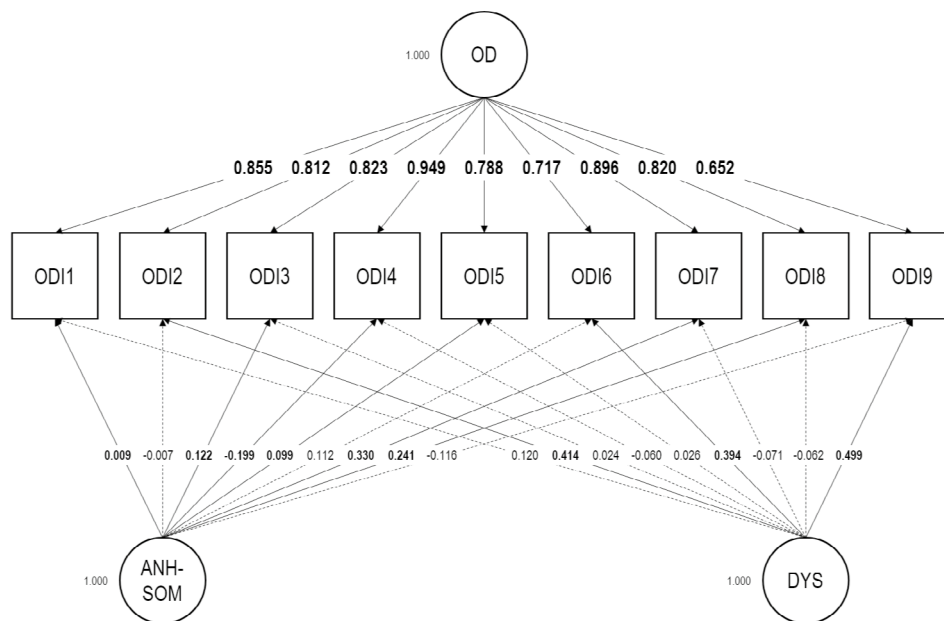 1.000 OD
0.855 0.812 0.823 0.949 0.788 0.717 0.896 0.820 0.652
ODI1 ODI2 ODI3 ODI4 ODI5 ODI6 ODI7 ODI8 ODI9
0.009 -0.007 0.122 -0.199 0.099 0.112 0.330 0.241 -0.116 0.120 0.414 0.024 -0.060 0.026 0.394 -0.071 -0.062 0.499
1.000 ANH-
SOM
1.000 DYS